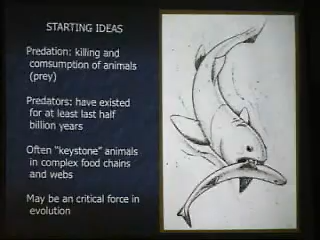 STARTING IDEAS
Predation: killing and
comsumption of animals
(prey)
Predators: have existed
for at least last half
billion years
Often "keystone" animals
in complex food chains
and webs
May be an critical force in
evolution